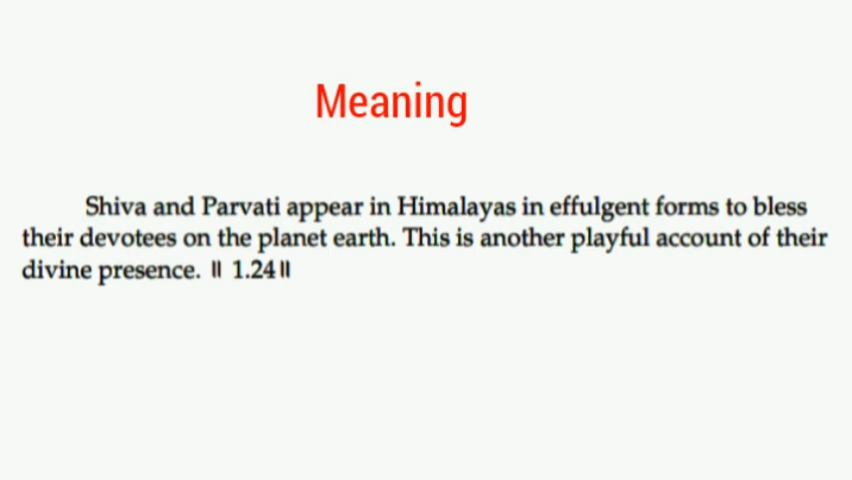 Meaning
Shiva and Parvati appear in Himalayas in effulgent forms to bless
their devotees on the planet earth. This is another playful account of their
divine presence. ॥ 1.24॥